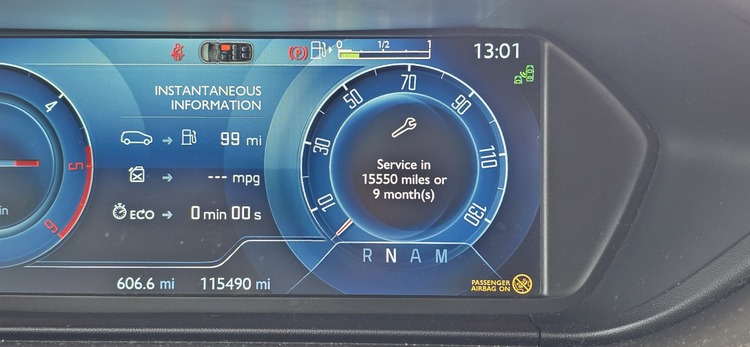 0 1/2 1
13:01
(P)
INSTANTANEOUS
INFORMATION
99 mi
--- mpg
ECO 0 min 00 s
4
5
6
in
10
30
50
70
90
110
130
Service in
15550 miles or
9 month(s)
R N A M
606.6 mi 115490 mi
PASSENGER
AIRBAG ON